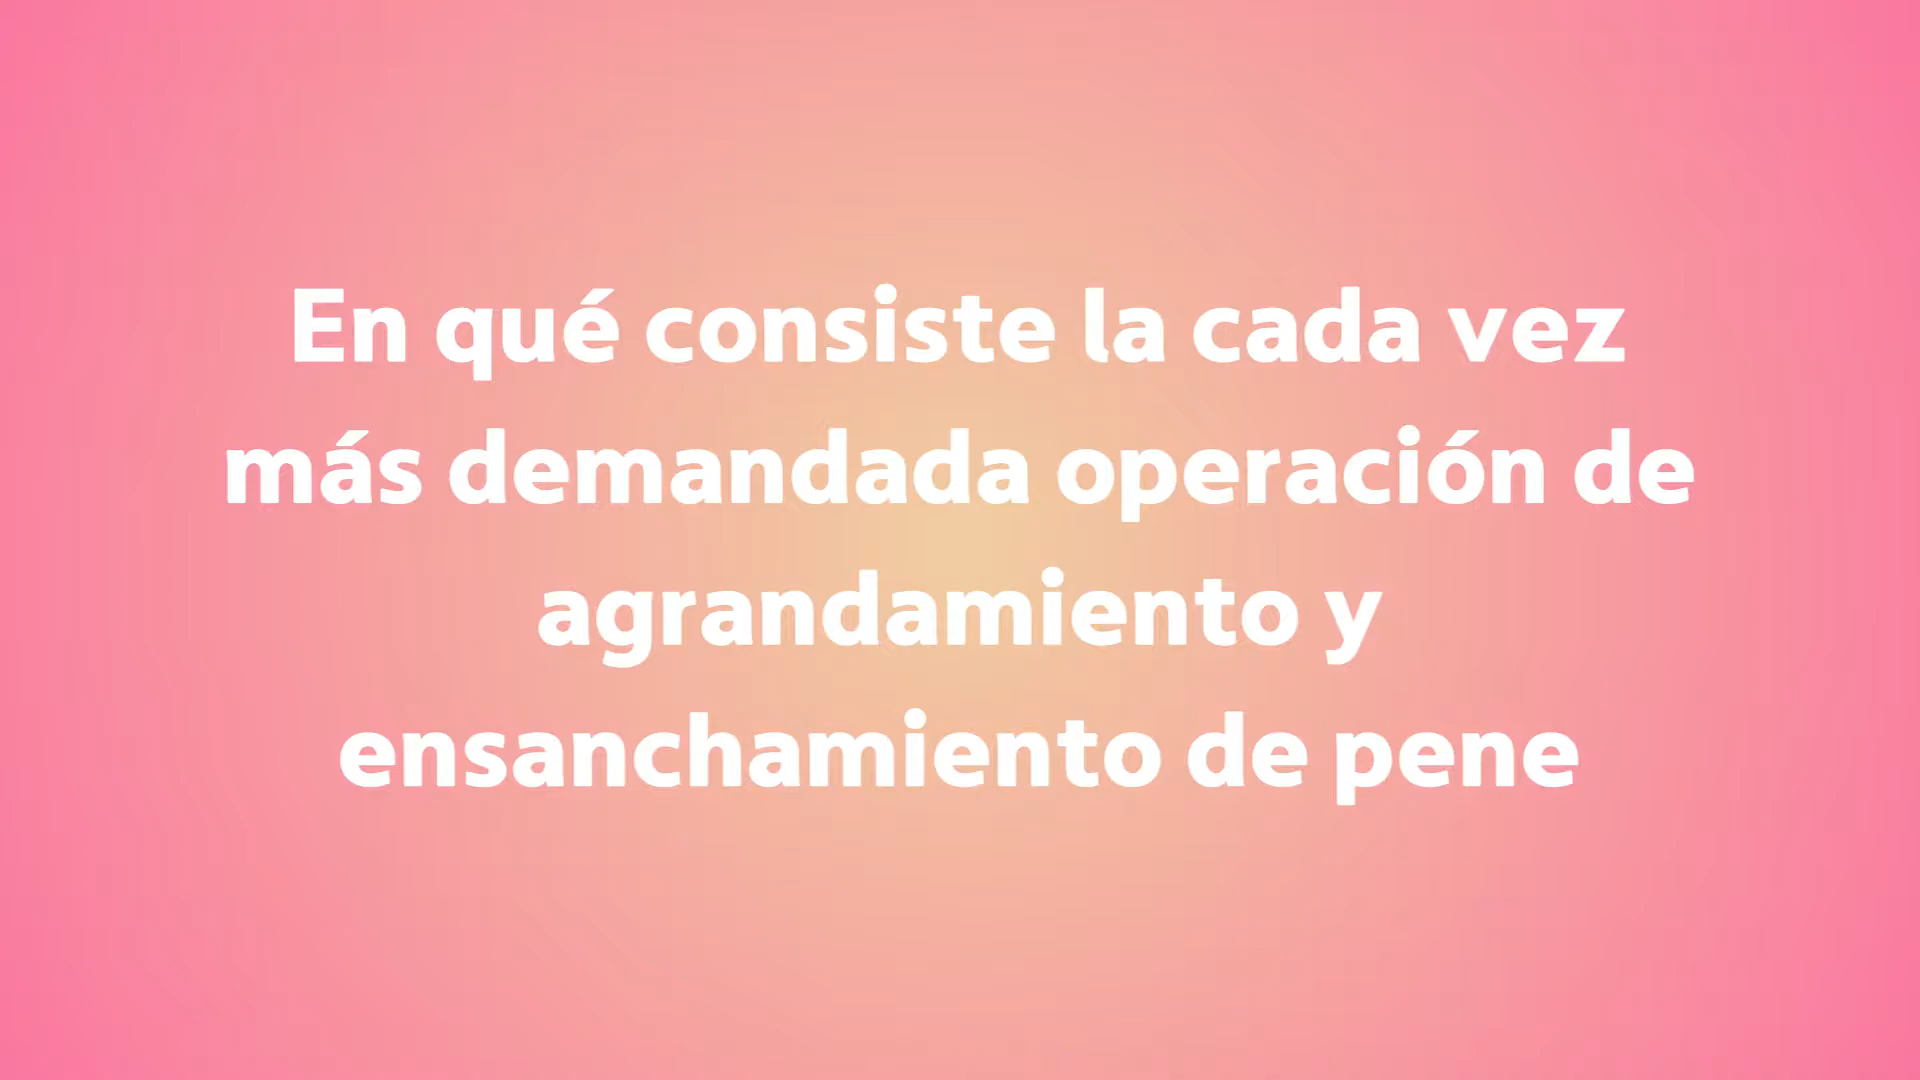 En qué consiste la cada vez
más demandada operación de
agrandamiento y
ensanchamiento de pene